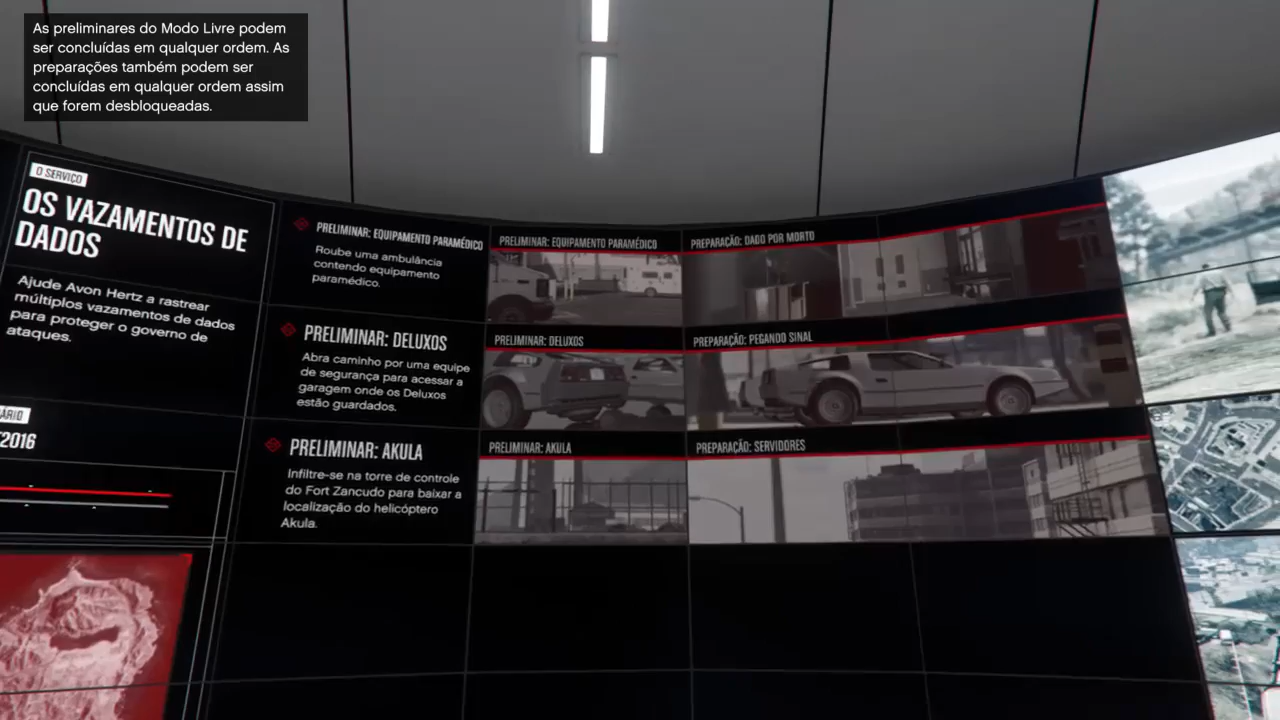 As preliminares do Modo Livre podem
ser concluídas em qualquer ordem. As
preparações também podem ser
concluídas em qualquer ordem assim
que forem desbloqueadas.
O SERVIÇO
OS VAZAMENTOS DE
DADOS
Ajude Avon Hertz a rastrear
múltiplos vazamentos de dados
para proteger o governo de
ataques.
2016
PRELIMINAR: EQUIPAMENTO PARAMÉDICO
Roube uma ambulância
contendo equipamento
paramédico.
PRELIMINAR: DELUXOS
Abra caminho por uma equipe
de segurança para acessar a
garagem onde os Deluxos
estão guardados.
PRELIMINAR: AKULA
Infiltre-se na torre de controle
do Fort Zancudo para baixar a
localização do helicóptero
Akula.
PRELIMINAR: EQUIPAMENTO PARAMÉDICO
PREPARAÇÃO: DADO POR MORTO
PRELIMINAR: DELUXOS
PREPARAÇÃO: PEGANDO SINAL
PRELIMINAR: AKULA
PREPARAÇÃO: SERVIDORES